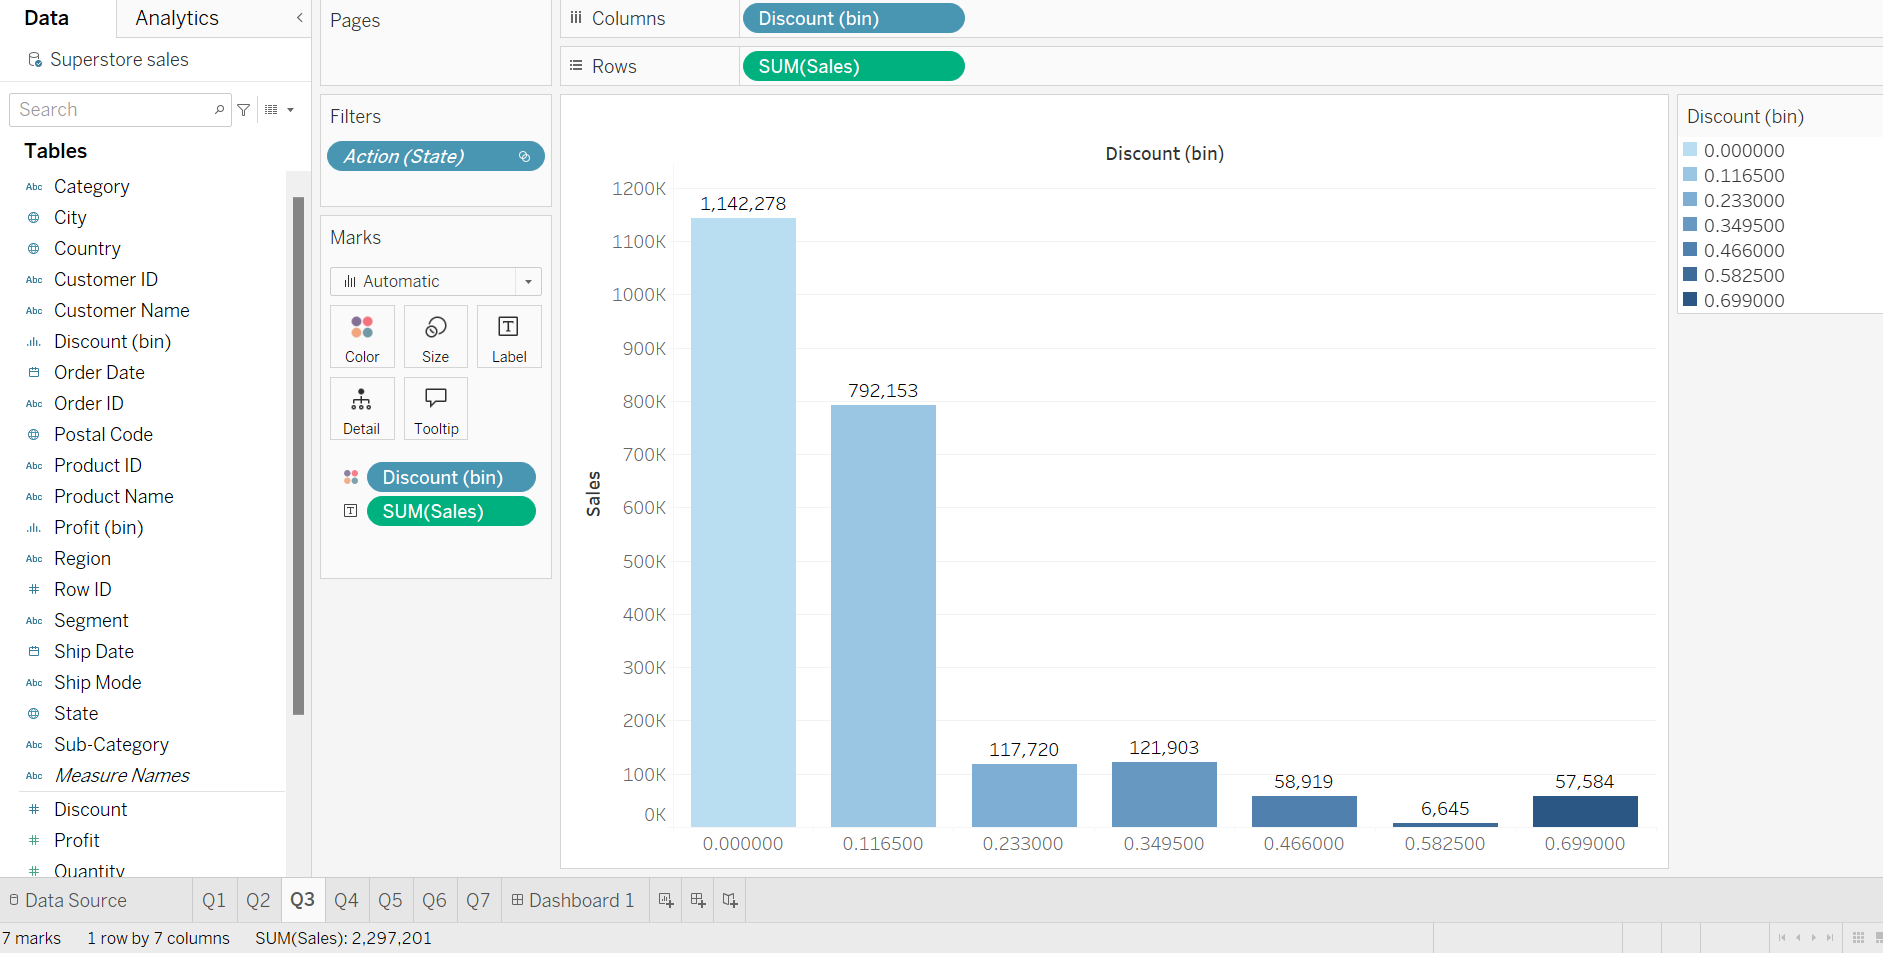 Data
Analytics
Superstore sales
Search
Tables
Abc Category
City
Country
Abc Customer ID
Abc Customer Name
Discount (bin)
Order Date
Abc Order ID
Postal Code
Abc Product ID
Abc Product Name
Profit (bin)
Abc Region
# Row ID
Abc Segment
Ship Date
Abc Ship Mode
State
Abc Sub-Category
Abc Measure Names
# Discount
# Profit
# Quantity
Pages
Filters
Action (State)
Marks
Automatic
Color Size Label
Detail Tooltip
Discount (bin)
SUM(Sales)
Columns Discount (bin)
Rows SUM(Sales)
Discount (bin)
Sales
1200K
1100K
1000K
900K
800K
700K
600K
500K
400K
300K
200K
100K
0K
1,142,278
792,153
117,720
121,903
58,919
6,645
57,584
0.000000 0.116500 0.233000 0.349500 0.466000 0.582500 0.699000
Discount (bin)
0.000000
0.116500
0.233000
0.349500
0.466000
0.582500
0.699000
Data Source Q1 Q2 Q3 Q4 Q5 Q6 Q7 Dashboard 1
7 marks 1 row by 7 columns SUM(Sales): 2,297,201